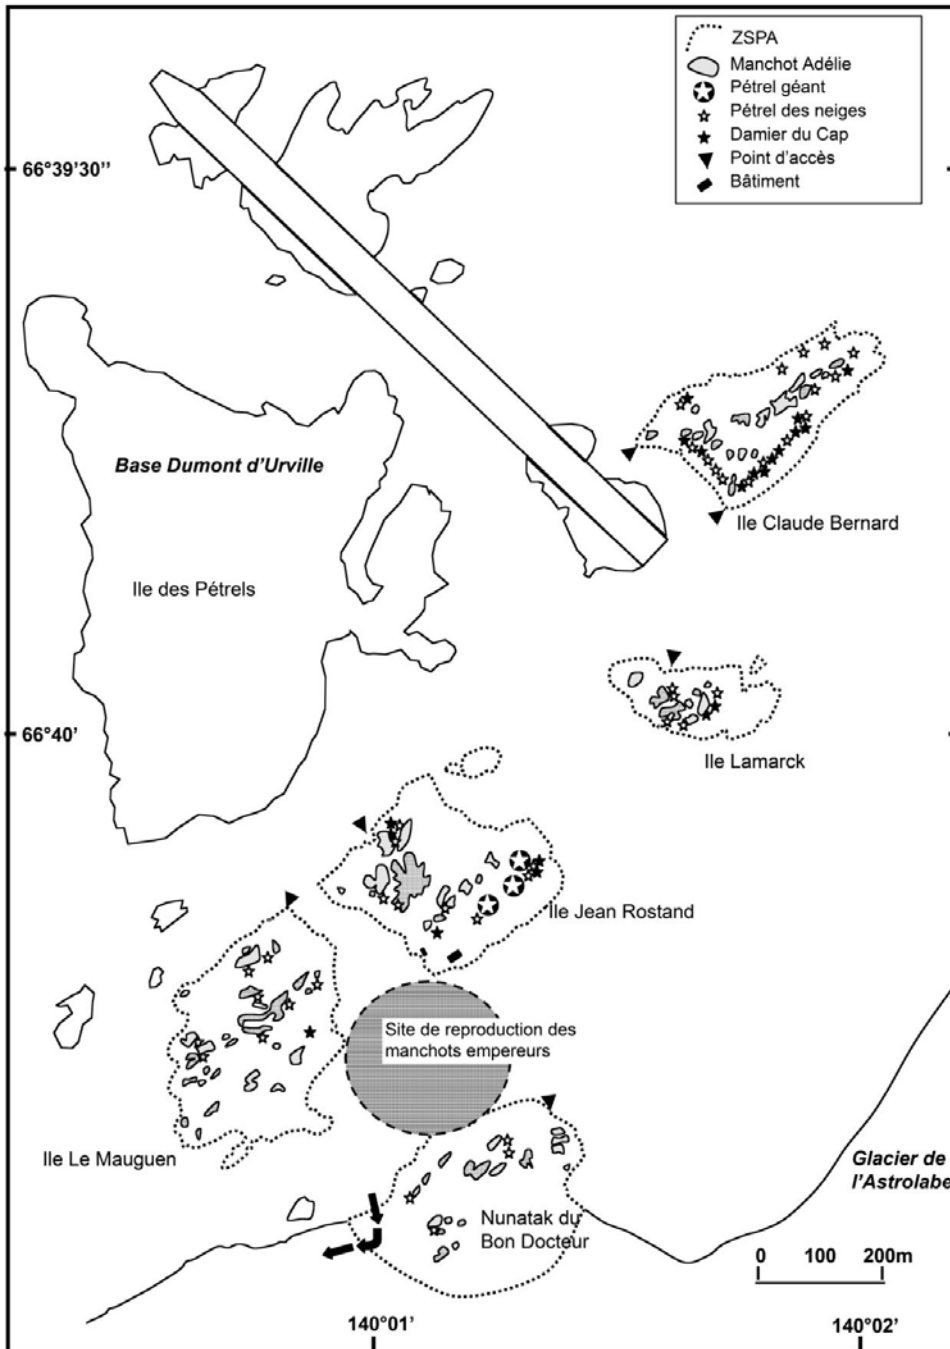 ZSPA
Manchot Adélie
Pétrel géant
Pétrel des neiges
Damier du Cap
Point d'accès
Bâtiment
66°39'30"
Base Dumont d'Urville
Ile Claude Bernard
Ile des Pétrels
66°40'
Ile Lamarck
Ile Jean Rostand
Site de reproduction des
manchots empereurs
Ile Le Mauguen
Glacier de
l'Astrolabe
Nunatak du
Bon Docteur
0 100 200m
140°01' 140°02'